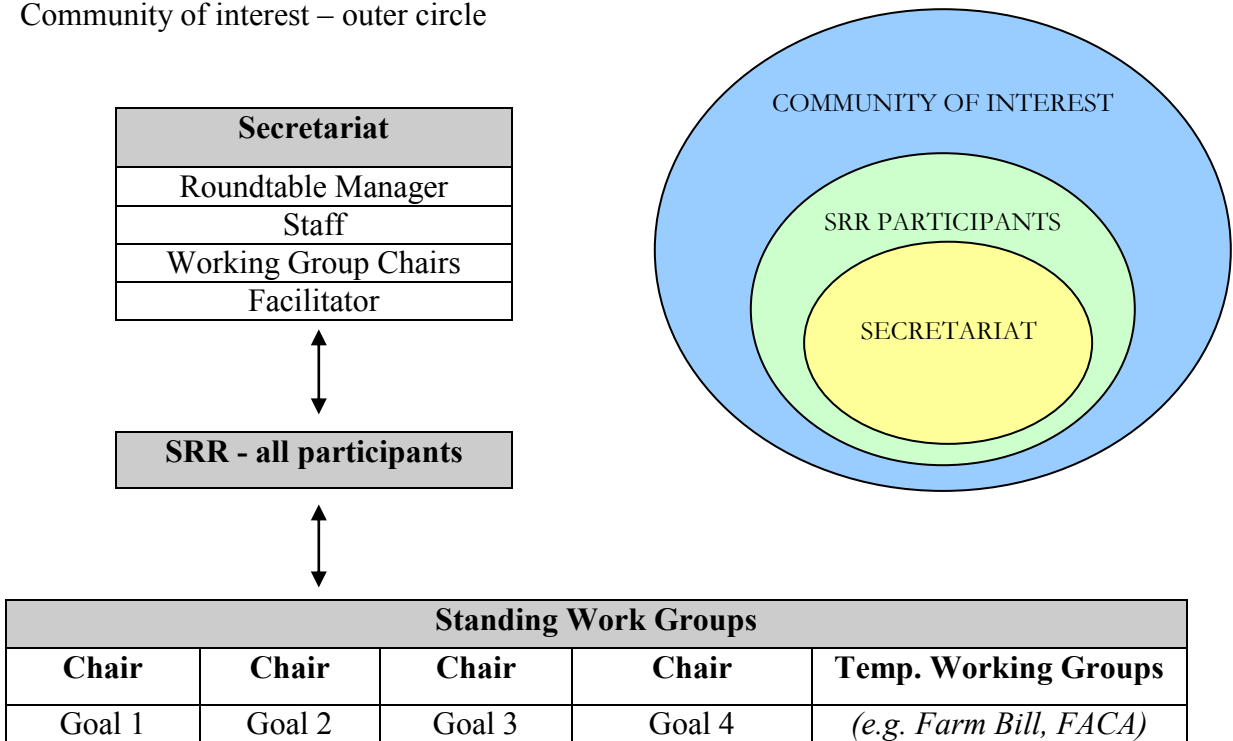 Community of interest – outer circle
COMMUNITY OF INTEREST
SRR PARTICIPANTS
SECRETARIAT
Secretariat
Roundtable Manager
Staff
Working Group Chairs
Facilitator
SRR - all participants
Standing Work Groups
Chair Chair Chair Chair Temp. Working Groups
Goal 1 Goal 2 Goal 3 Goal 4 (e.g. Farm Bill, FACA)